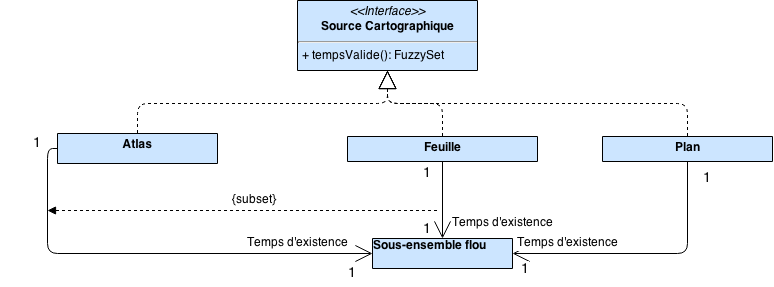 <<Interface>>
Source Cartographique
+ tempsValide(): FuzzySet
1
Atlas
Feuille
Plan
1
1
{subset}
1
Temps d'existence
Temps d'existence
Sous-ensemble flou
Temps d'existence
1
1